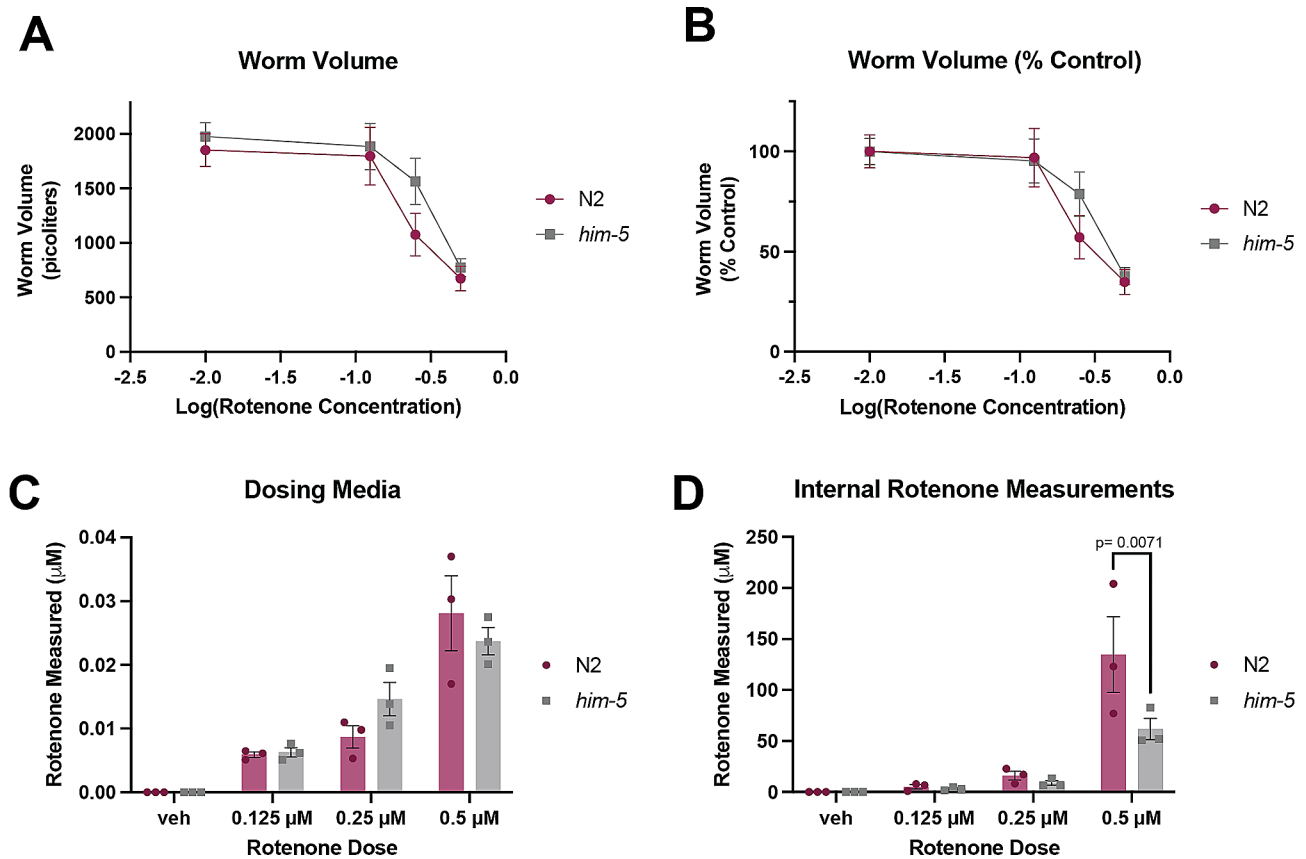 A
Worm Volume
Worm Volume
(picoliters)
2000
1500
1000
500
0
-2.5 -2.0 -1.5 -1.0 -0.5 0.0
Log(Rotenone Concentration)
N2
him-5
B
Worm Volume (% Control)
Worm Volume
(% Control)
100
50
0
-2.5 -2.0 -1.5 -1.0 -0.5 0.0
Log(Rotenone Concentration)
N2
him-5
C
Dosing Media
Rotenone Measured (μM)
0.04
0.03
0.02
0.01
0.00
veh 0.125 μM 0.25 μM 0.5 μM
Rotenone Dose
N2
him-5
D
Internal Rotenone Measurements
Rotenone Measured (μM)
250
200
150
100
50
0
p= 0.0071
veh 0.125 μM 0.25 μM 0.5 μM
Rotenone Dose
N2
him-5